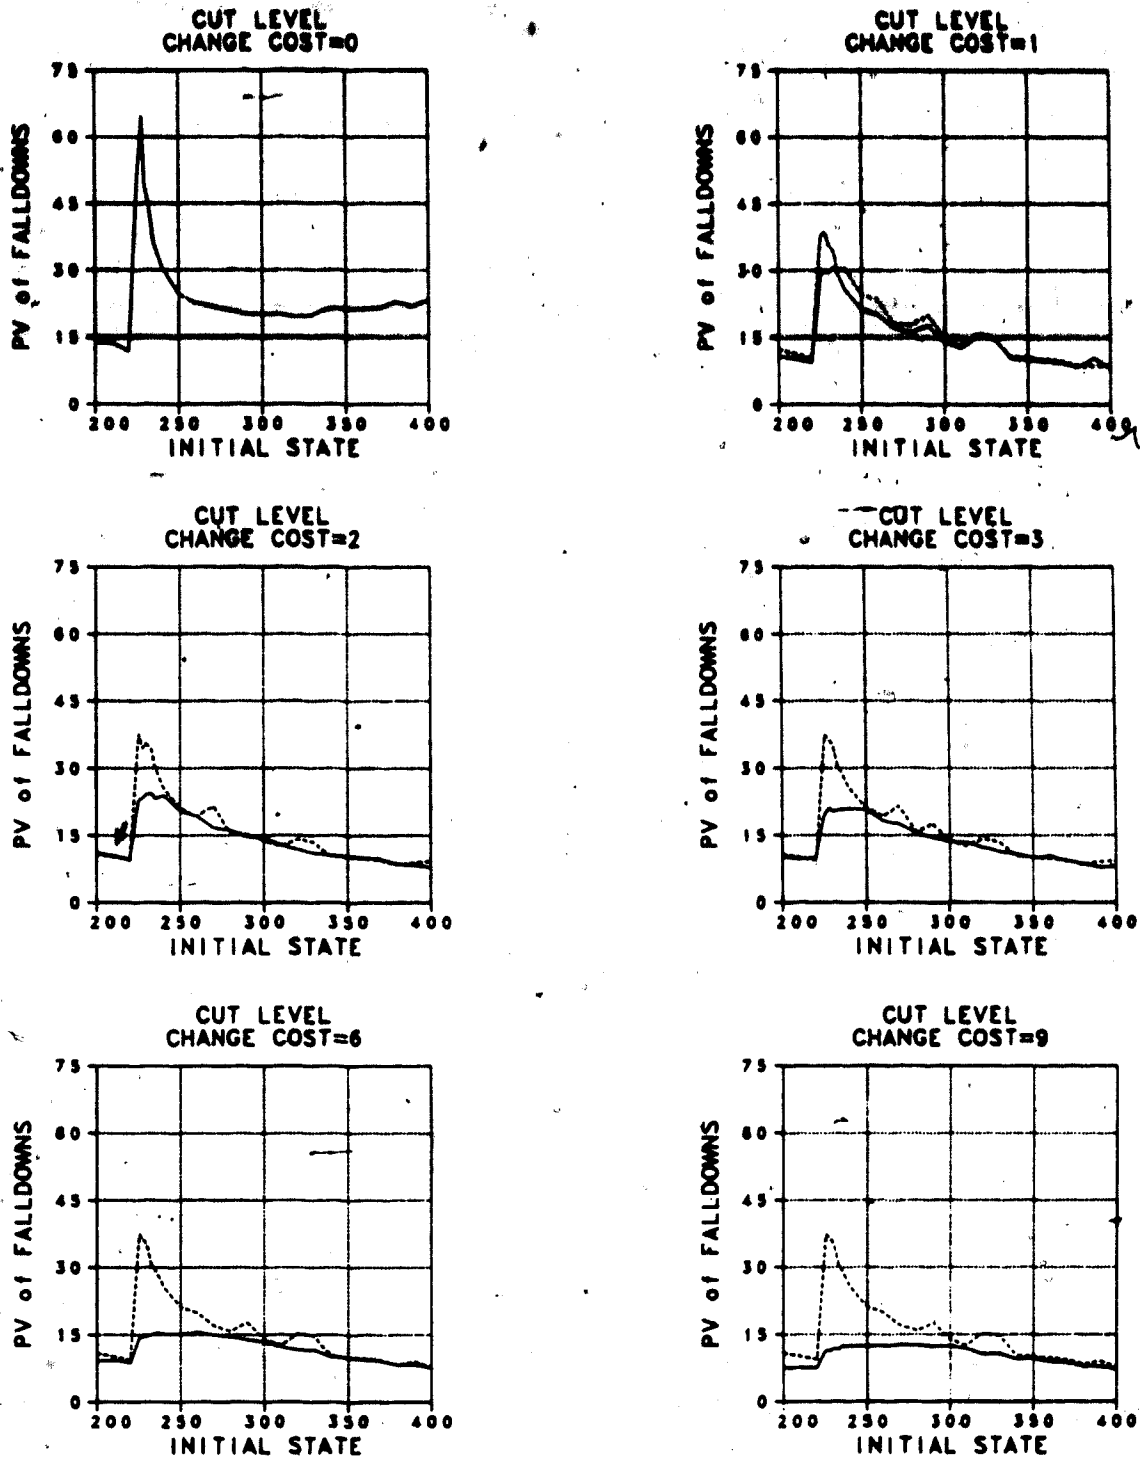 CUT LEVEL
CHANGE COST=0
75
60
45
30
15
0
PV of FALLDOWNS
200 250 300 350 400
INITIAL STATE
CUT LEVEL
CHANGE COST=1
75
60
45
30
15
0
PV of FALLDOWNS
200 250 300 350 400
INITIAL STATE
CUT LEVEL
CHANGE COST=2
75
60
45
30
15
0
PV of FALLDOWNS
200 250 300 350 400
INITIAL STATE
CUT LEVEL
CHANGE COST=3
75
60
45
30
15
0
PV of FALLDOWNS
200 250 300 350 400
INITIAL STATE
CUT LEVEL
CHANGE COST=6
75
60
45
30
15
0
PV of FALLDOWNS
200 250 300 350 400
INITIAL STATE
CUT LEVEL
CHANGE COST=9
75
60
45
30
15
0
PV of FALLDOWNS
200 250 300 350 400
INITIAL STATE